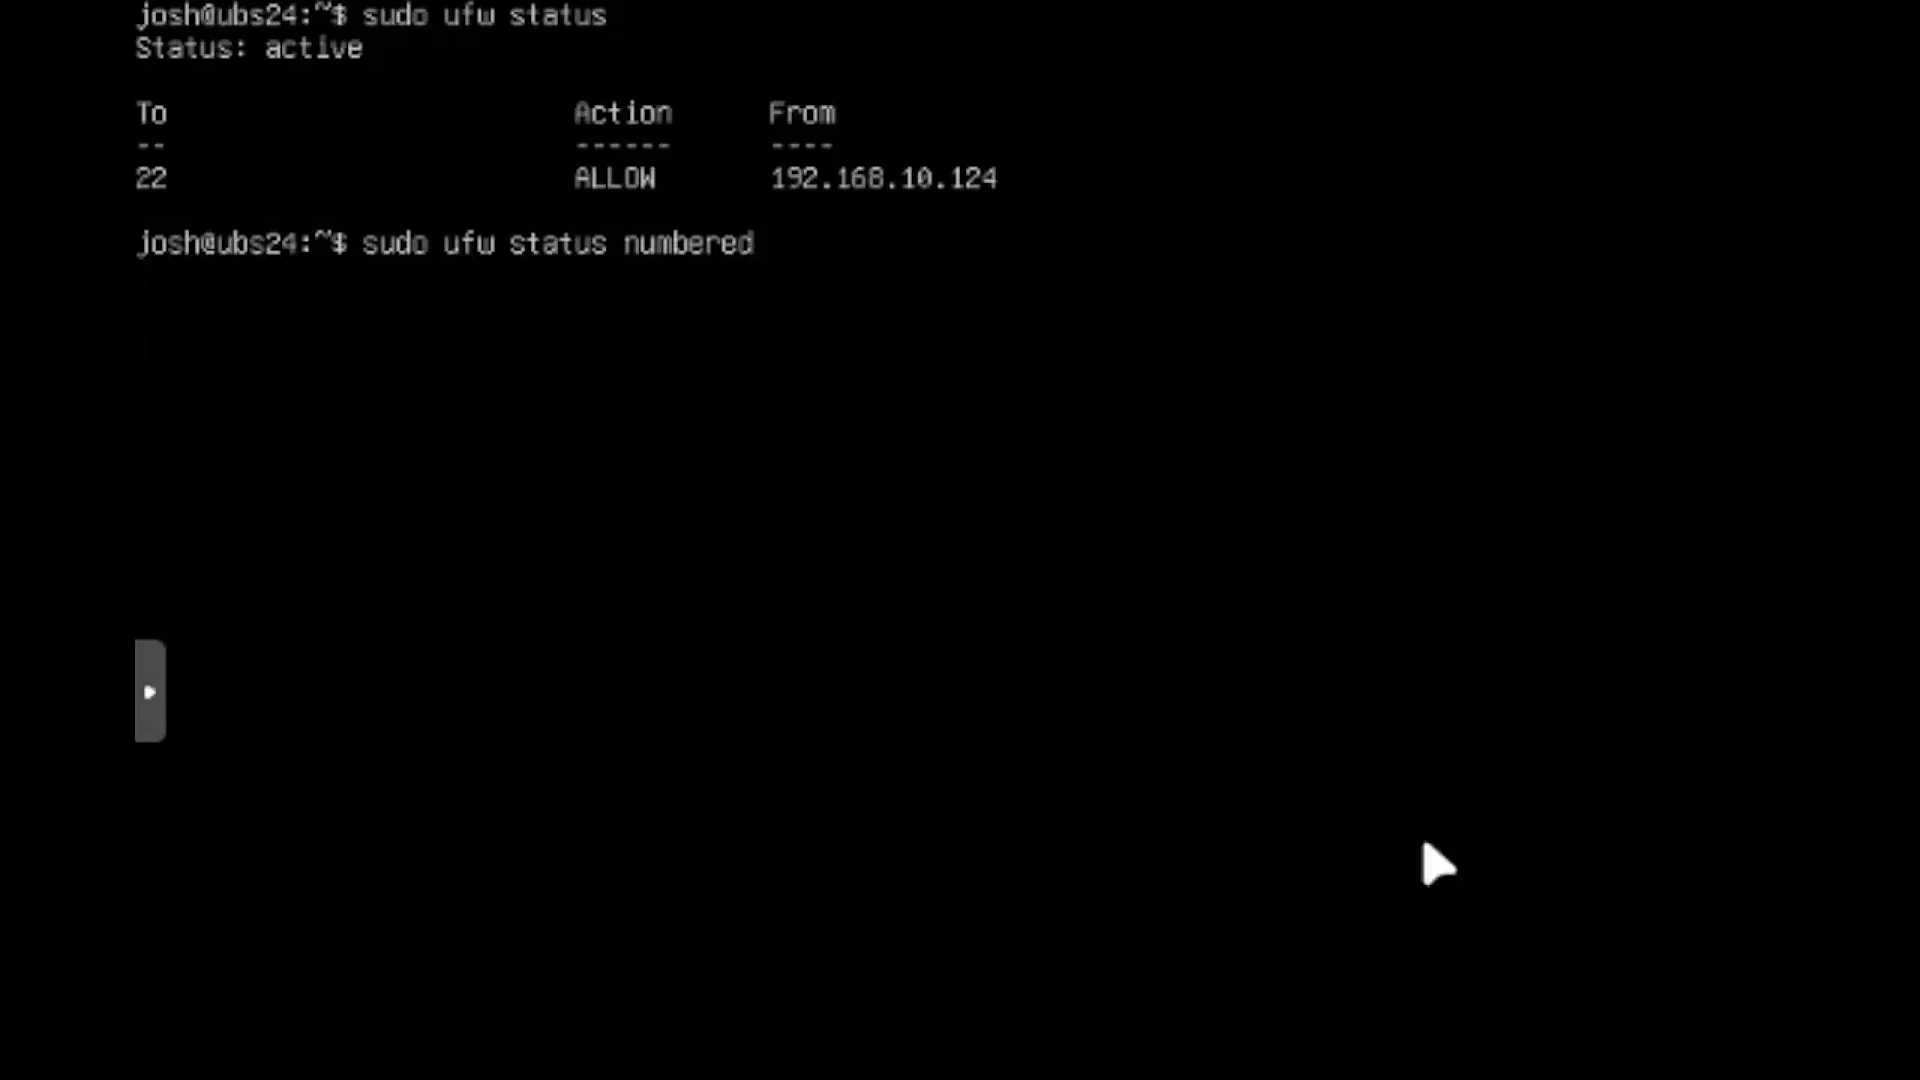 josh@ubs24:~$ sudo ufw status
Status: active
To Action From
-- ------ ----
22 ALLOW 192.168.10.124
josh@ubs24:~$ sudo ufw status numbered